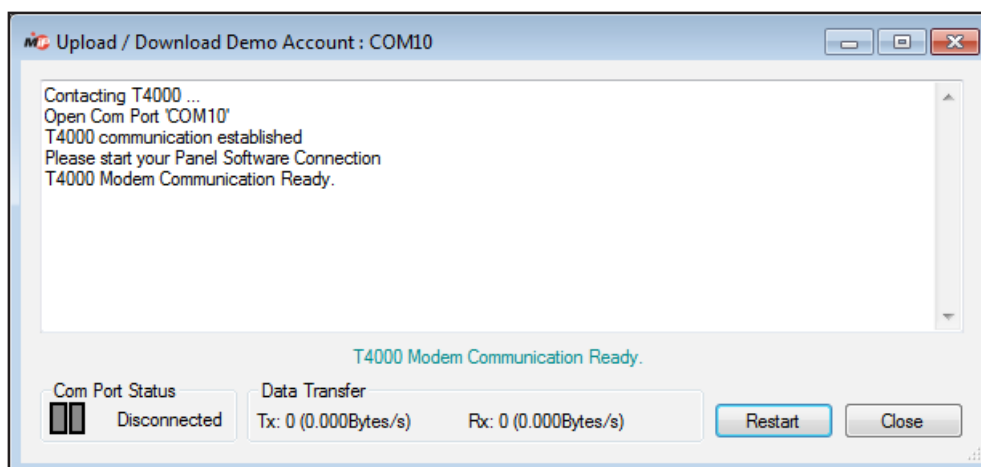 Upload / Download Demo Account : COM10
Contacting T4000 ...
Open Com Port 'COM10'
T4000 communication established
Please start your Panel Software Connection
T4000 Modem Communication Ready.
T4000 Modem Communication Ready.
Com Port Status
Disconnected
Data Transfer
Tx: 0 (0.000Bytes/s) Rx: 0 (0.000Bytes/s)
Restart
Close